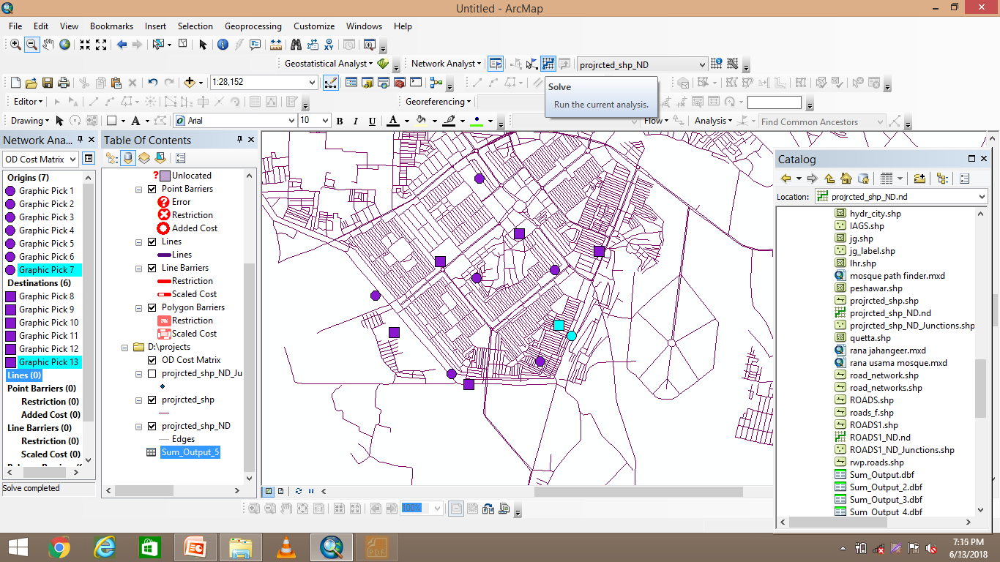 Untitled - ArcMap
File Edit View Bookmarks Insert Selection Geoprocessing Customize Windows Help
Geostatistical Analyst Network Analyst projrcted_shp_ND
1:28,152
Solve
Run the current analysis.
Editor Georeferencing
Drawing A Arial 10 B I U A Flow Analysis Find Common Ancestors
Network Ana...
OD Cost Matrix
Origins (7)
Graphic Pick 1
Graphic Pick 2
Graphic Pick 3
Graphic Pick 4
Graphic Pick 5
Graphic Pick 6
Graphic Pick 7
Destinations (6)
Graphic Pick 8
Graphic Pick 9
Graphic Pick 10
Graphic Pick 11
Graphic Pick 12
Graphic Pick 13
Lines (0)
Point Barriers (0)
Restriction (0)
Added Cost (0)
Line Barriers (0)
Restriction (0)
Scaled Cost (0)
Solve completed
Table Of Contents
Unlocated
Point Barriers
Error
Restriction
Added Cost
Lines
Lines
Line Barriers
Restriction
Scaled Cost
Polygon Barriers
Restriction
Scaled Cost
D:\projects
OD Cost Matrix
projrcted_shp_ND_Ju
projrcted_shp
projrcted_shp_ND
Edges
Sum_Output_5
100%
Catalog
Location: projrcted_shp_ND.nd
hydr_city.shp
IAGS.shp
jg.shp
jg_label.shp
lhr.shp
mosque path finder.mxd
peshawar.shp
projrcted_shp.shp
projrcted_shp_ND.nd
projrcted_shp_ND_Junctions.shp
quetta.shp
rana jahangeer.mxd
rana usama mosque.mxd
road_network.shp
road_networks.shp
ROADS.shp
roads_f.shp
ROADS1.shp
ROADS1_ND.nd
ROADS1_ND_Junctions.shp
rwp.roads.shp
Sum_Output.dbf
Sum_Output_2.dbf
Sum_Output_3.dbf
Sum_Output_4.dbf
PDF
7:15 PM
6/13/2018